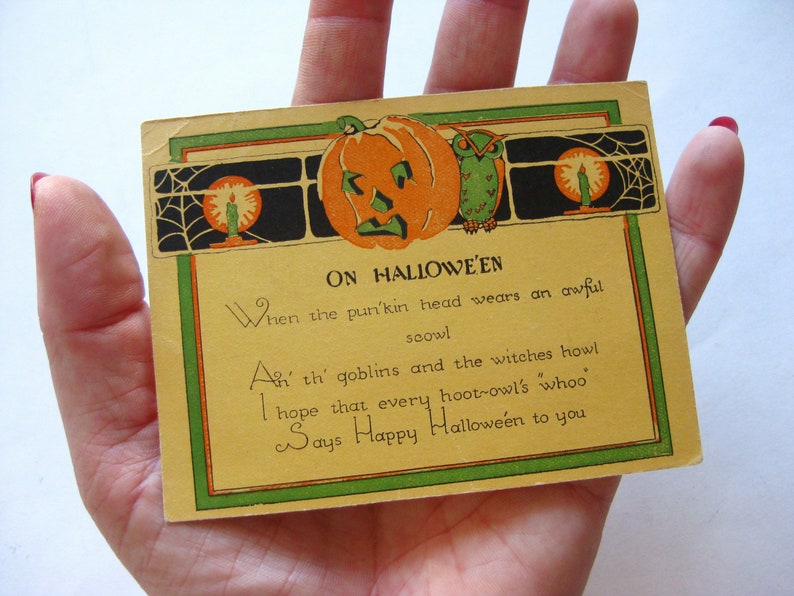 ON HALLOWE'EN
When the pun'kin head wears an awful
scowl
An' th' goblins and the witches howl
I hope that every hoot~owl's "whoo"
Says Happy Hallowe'en to you